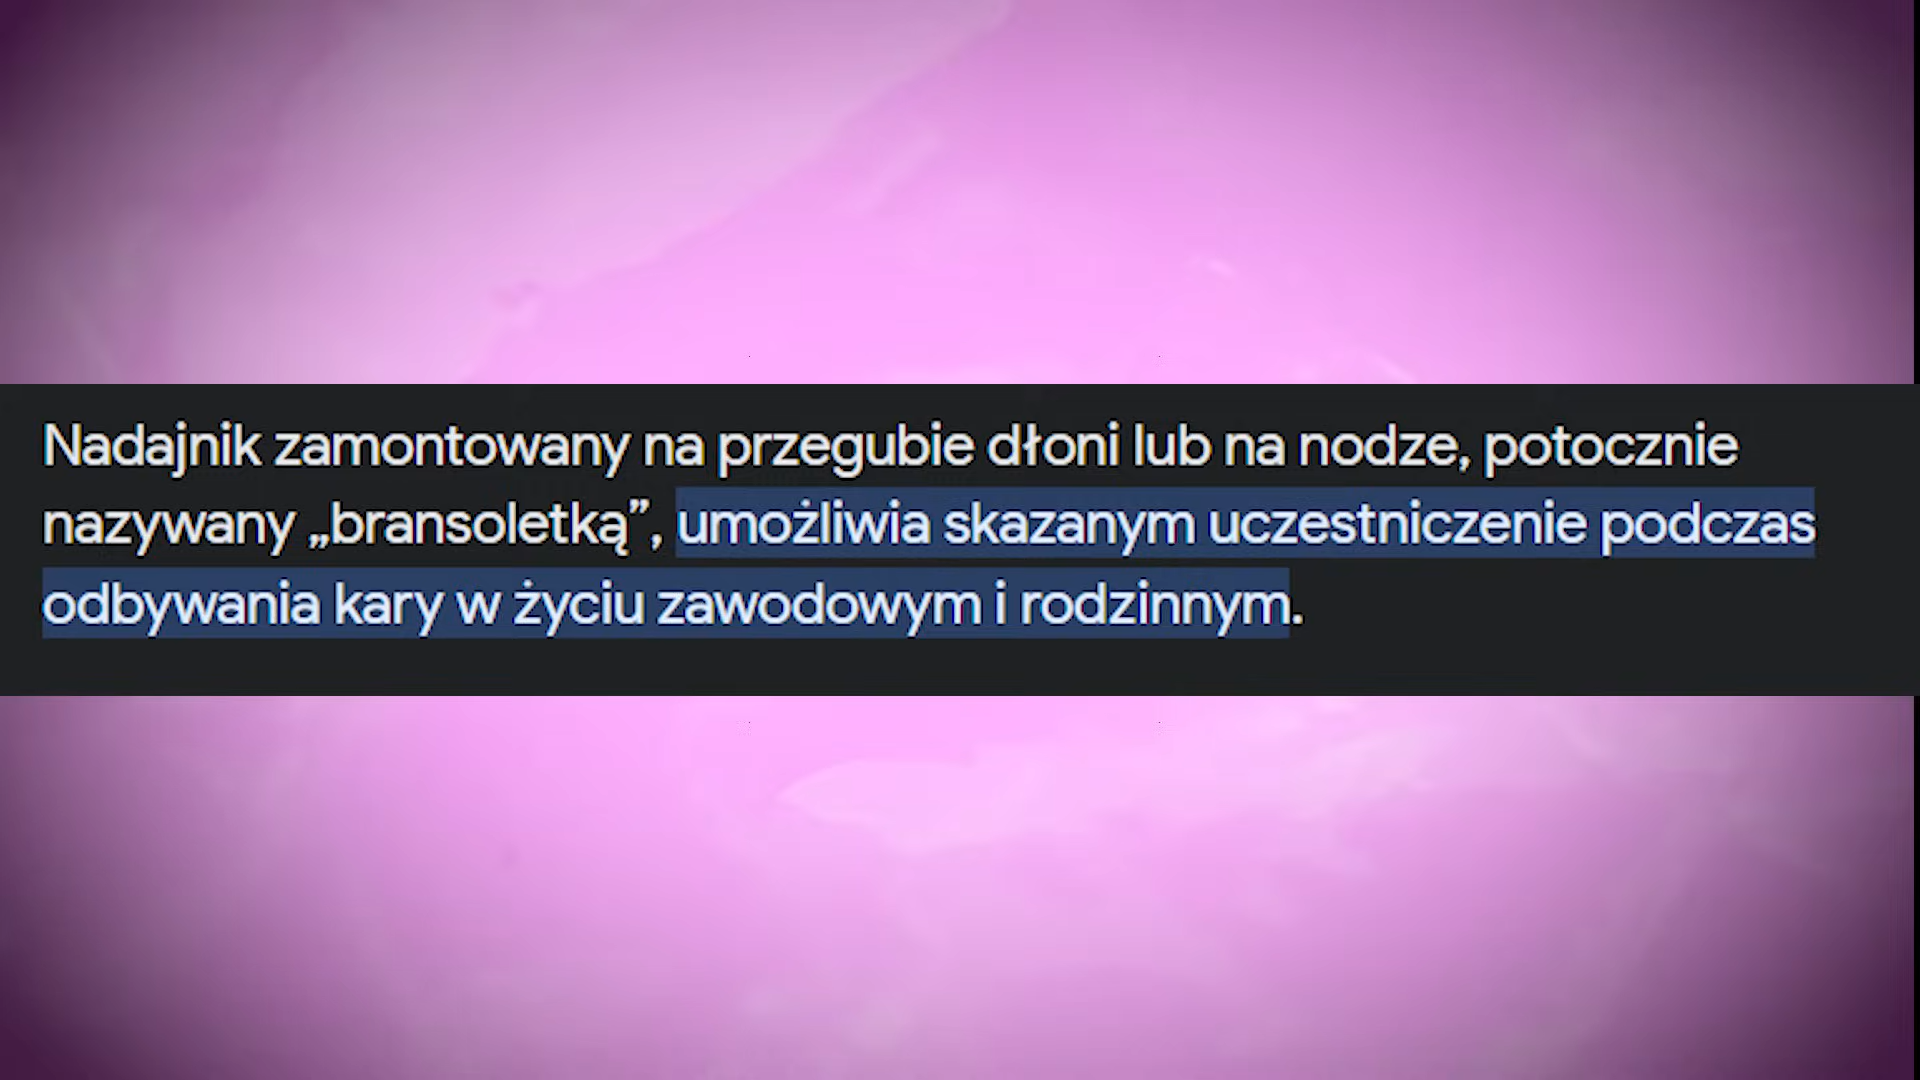 Nadajnik zamontowany na przegubie dłoni lub na nodze, potocznie
nazywany „bransoletką”, umożliwia skazanym uczestniczenie podczas
odbywania kary w życiu zawodowym i rodzinnym.